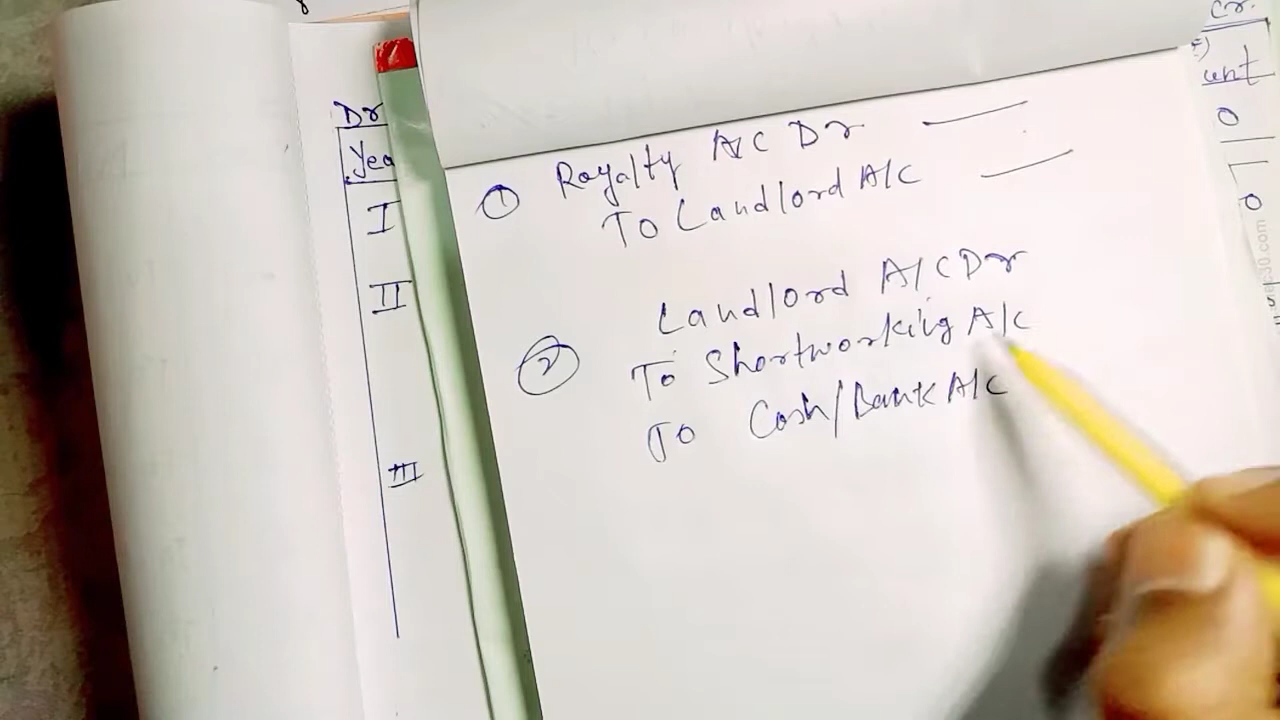 Dr
Yea
I
II
III
① Royalty A/C Dr
To Landlord A/C
② Landlord A/C Dr
To Shortworking A/C
To Cash/Bank A/C
Cr.
unt
0
0